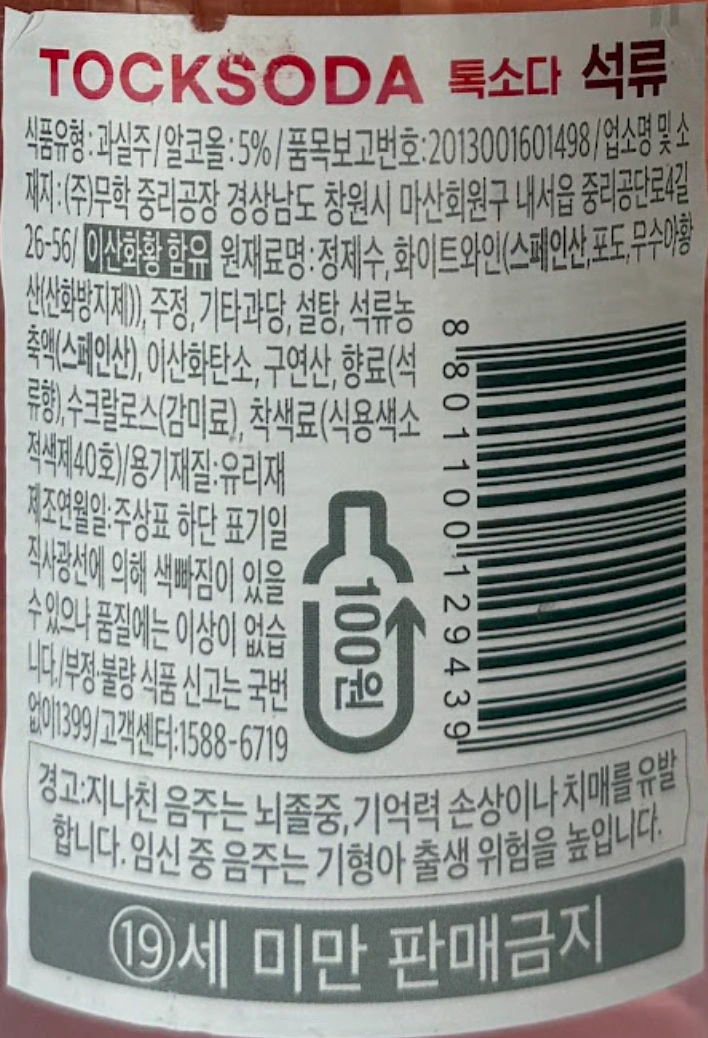 TOCKSODA 톡소다 석류
식품유형:과실주/알코올:5%/품목보고번호:2013001601498/업소명 및 소
재지:(주)무학 중리공장 경상남도 창원시 마산회원구 내서읍 중리공단로4길
26-56/ 이산화황 함유 원재료명:정제수, 화이트와인(스페인산,포도,무수아황
산(산화방지제)), 주정, 기타과당, 설탕, 석류농
축액(스페인산), 이산화탄소, 구연산, 향료(석
류향), 수크랄로스(감미료), 착색료(식용색소
적색제40호)/용기재질:유리재
제조연월일:주상표 하단 표기일
직사광선에 의해 색빠짐이 있을
수 있으나 품질에는 이상이 없습
니다./부정·불량 식품 신고는 국번
없이1399/고객센터:1588-6719
100원
8 801100 129439
경고:지나친 음주는 뇌졸중, 기억력 손상이나 치매를 유발
합니다. 임신 중 음주는 기형아 출생 위험을 높입니다.
⑲세 미만 판매금지